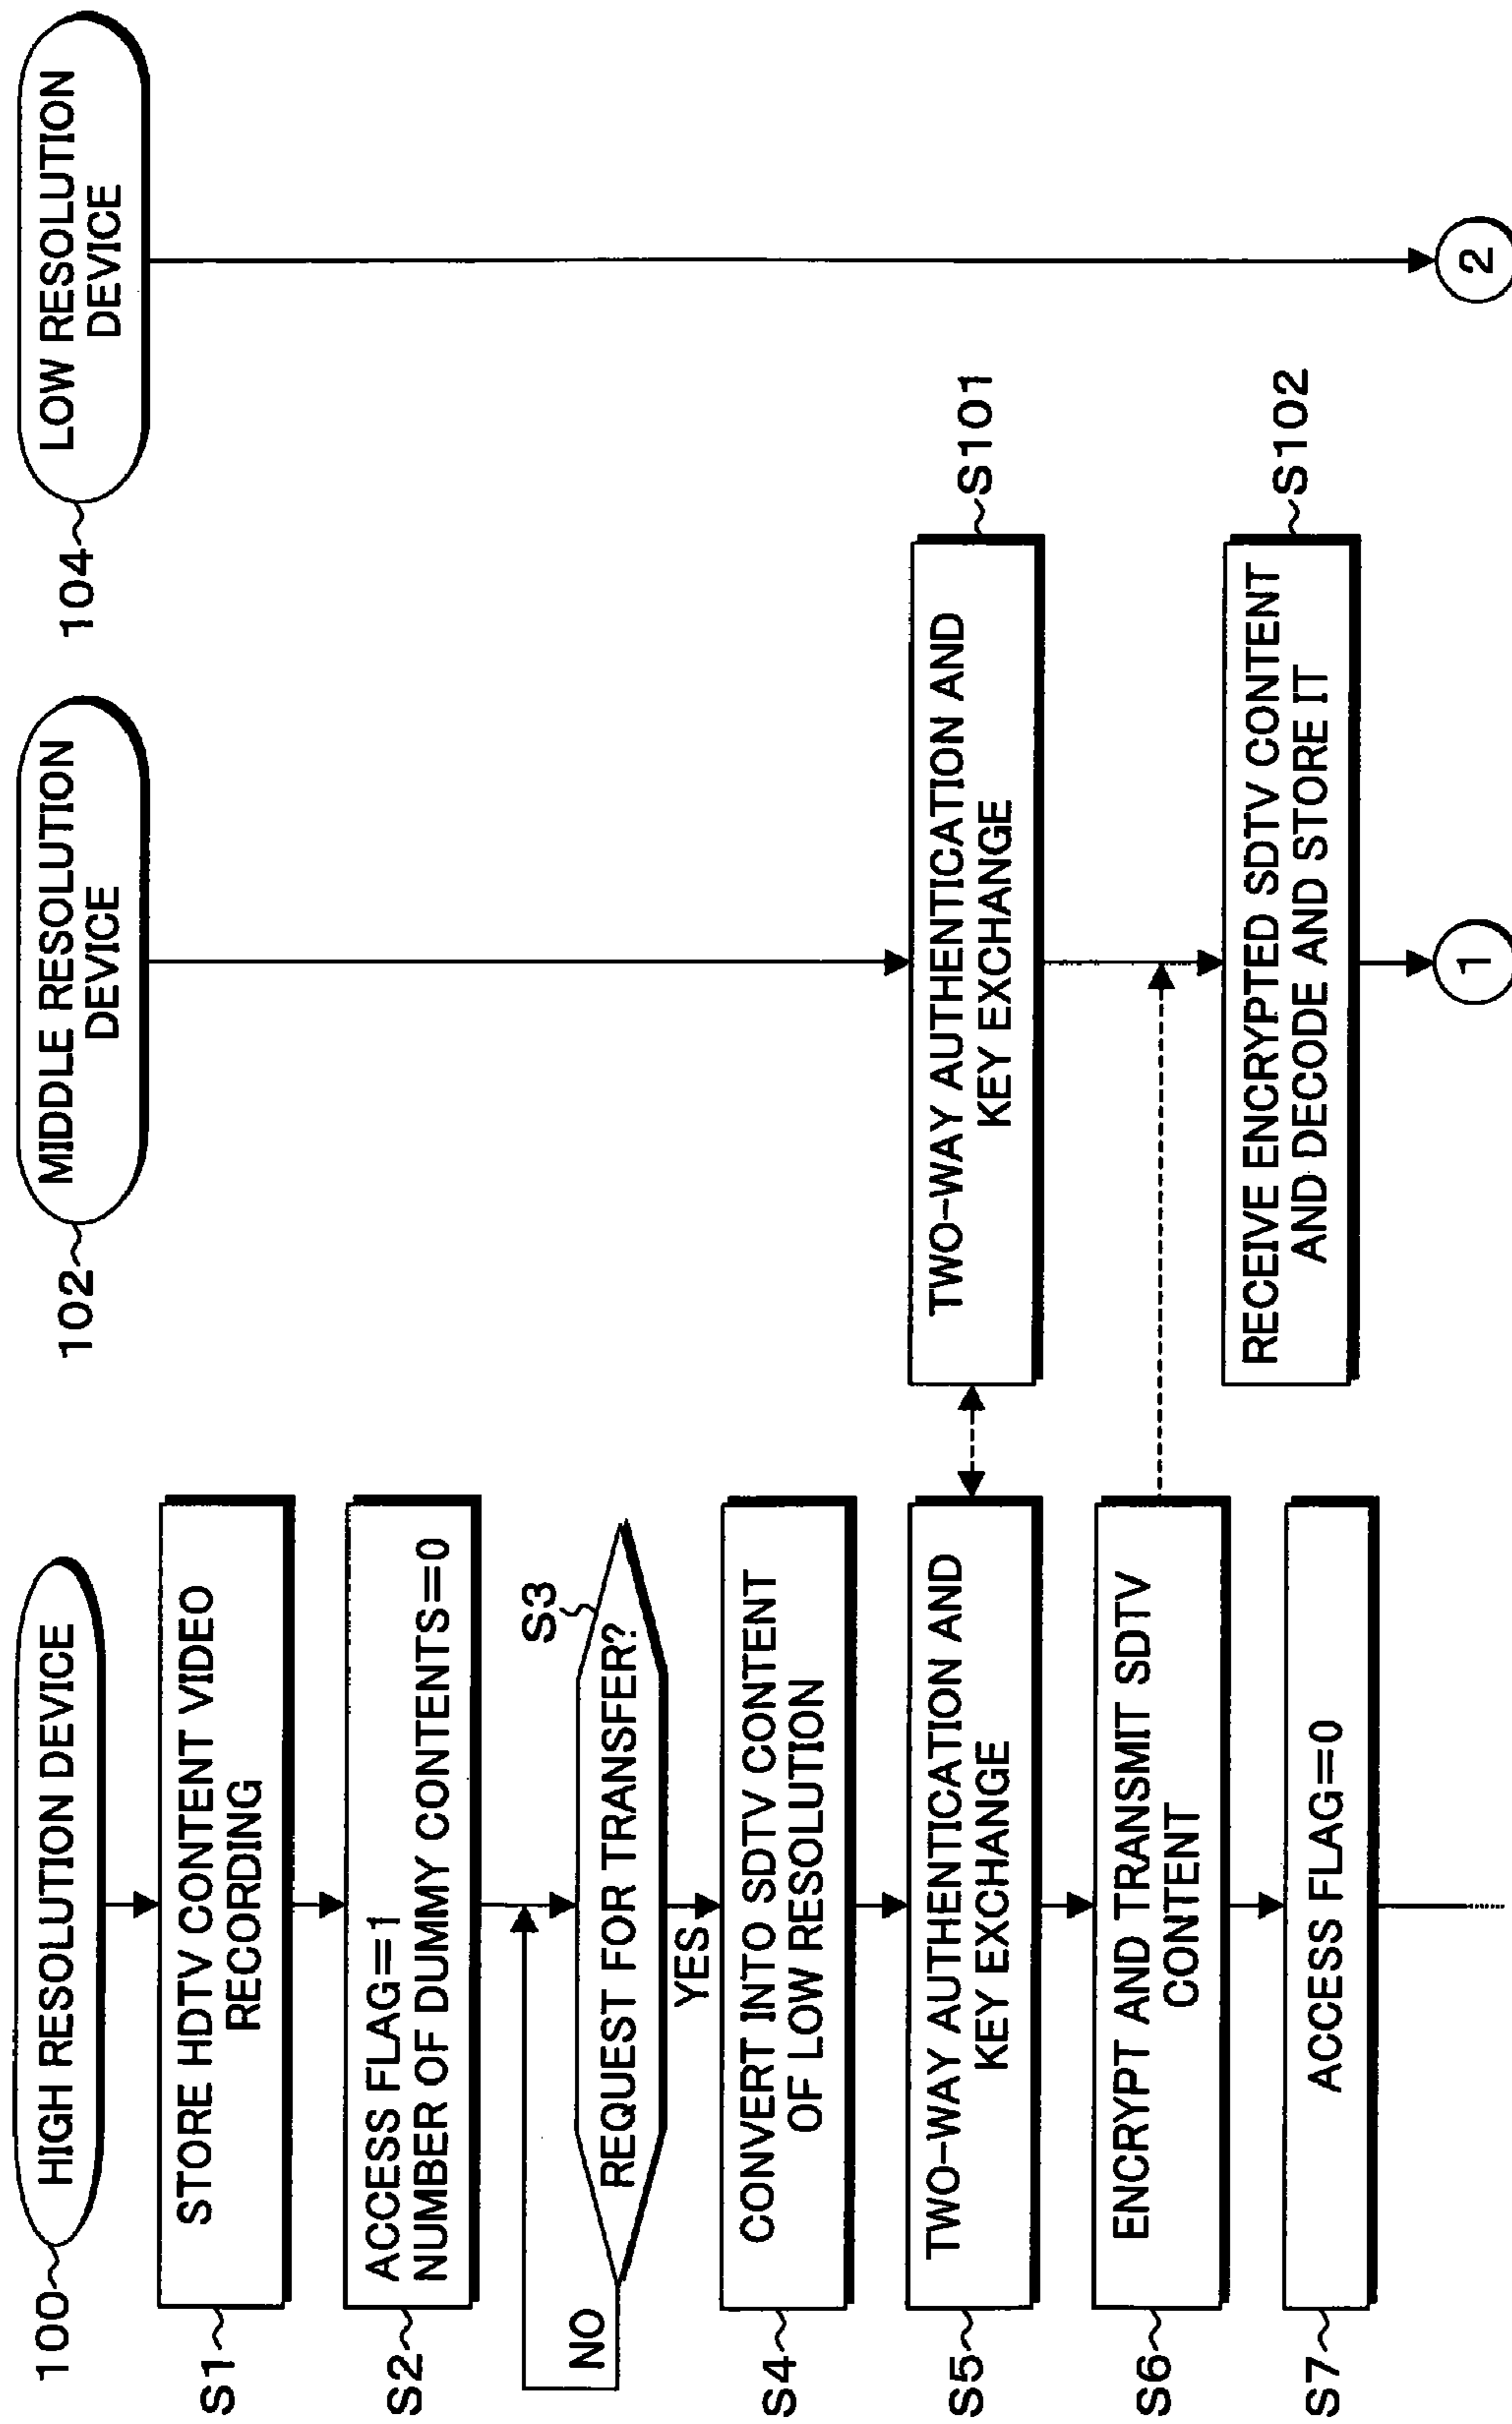 100
HIGH RESOLUTION DEVICE
S1
STORE HDTV CONTENT VIDEO
RECORDING
S2
ACCESS FLAG=1
NUMBER OF DUMMY CONTENTS=0
S3
REQUEST FOR TRANSFER?
NO
YES
S4
CONVERT INTO SDTV CONTENT
OF LOW RESOLUTION
S5
TWO-WAY AUTHENTICATION AND
KEY EXCHANGE
S6
ENCRYPT AND TRANSMIT SDTV
CONTENT
S7
ACCESS FLAG=0
102
MIDDLE RESOLUTION
DEVICE
TWO-WAY AUTHENTICATION AND
KEY EXCHANGE
S101
RECEIVE ENCRYPTED SDTV CONTENT
AND DECODE AND STORE IT
S102
1
104
LOW RESOLUTION
DEVICE
2